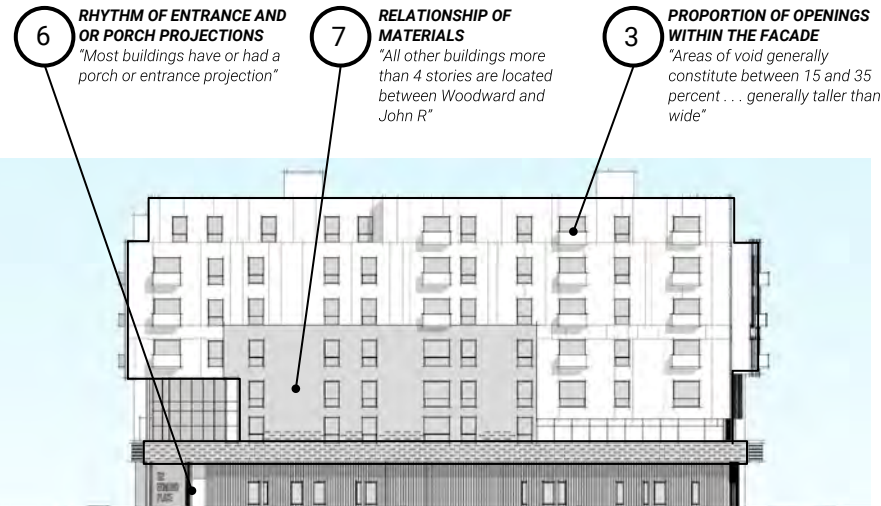 6
RHYTHM OF ENTRANCE AND
OR PORCH PROJECTIONS
“Most buildings have or had a
porch or entrance projection”
7
RELATIONSHIP OF
MATERIALS
“All other buildings more
than 4 stories are located
between Woodward and
John R”
3
PROPORTION OF OPENINGS
WITHIN THE FACADE
“Areas of void generally
constitute between 15 and 35
percent . . . generally taller than
wide”